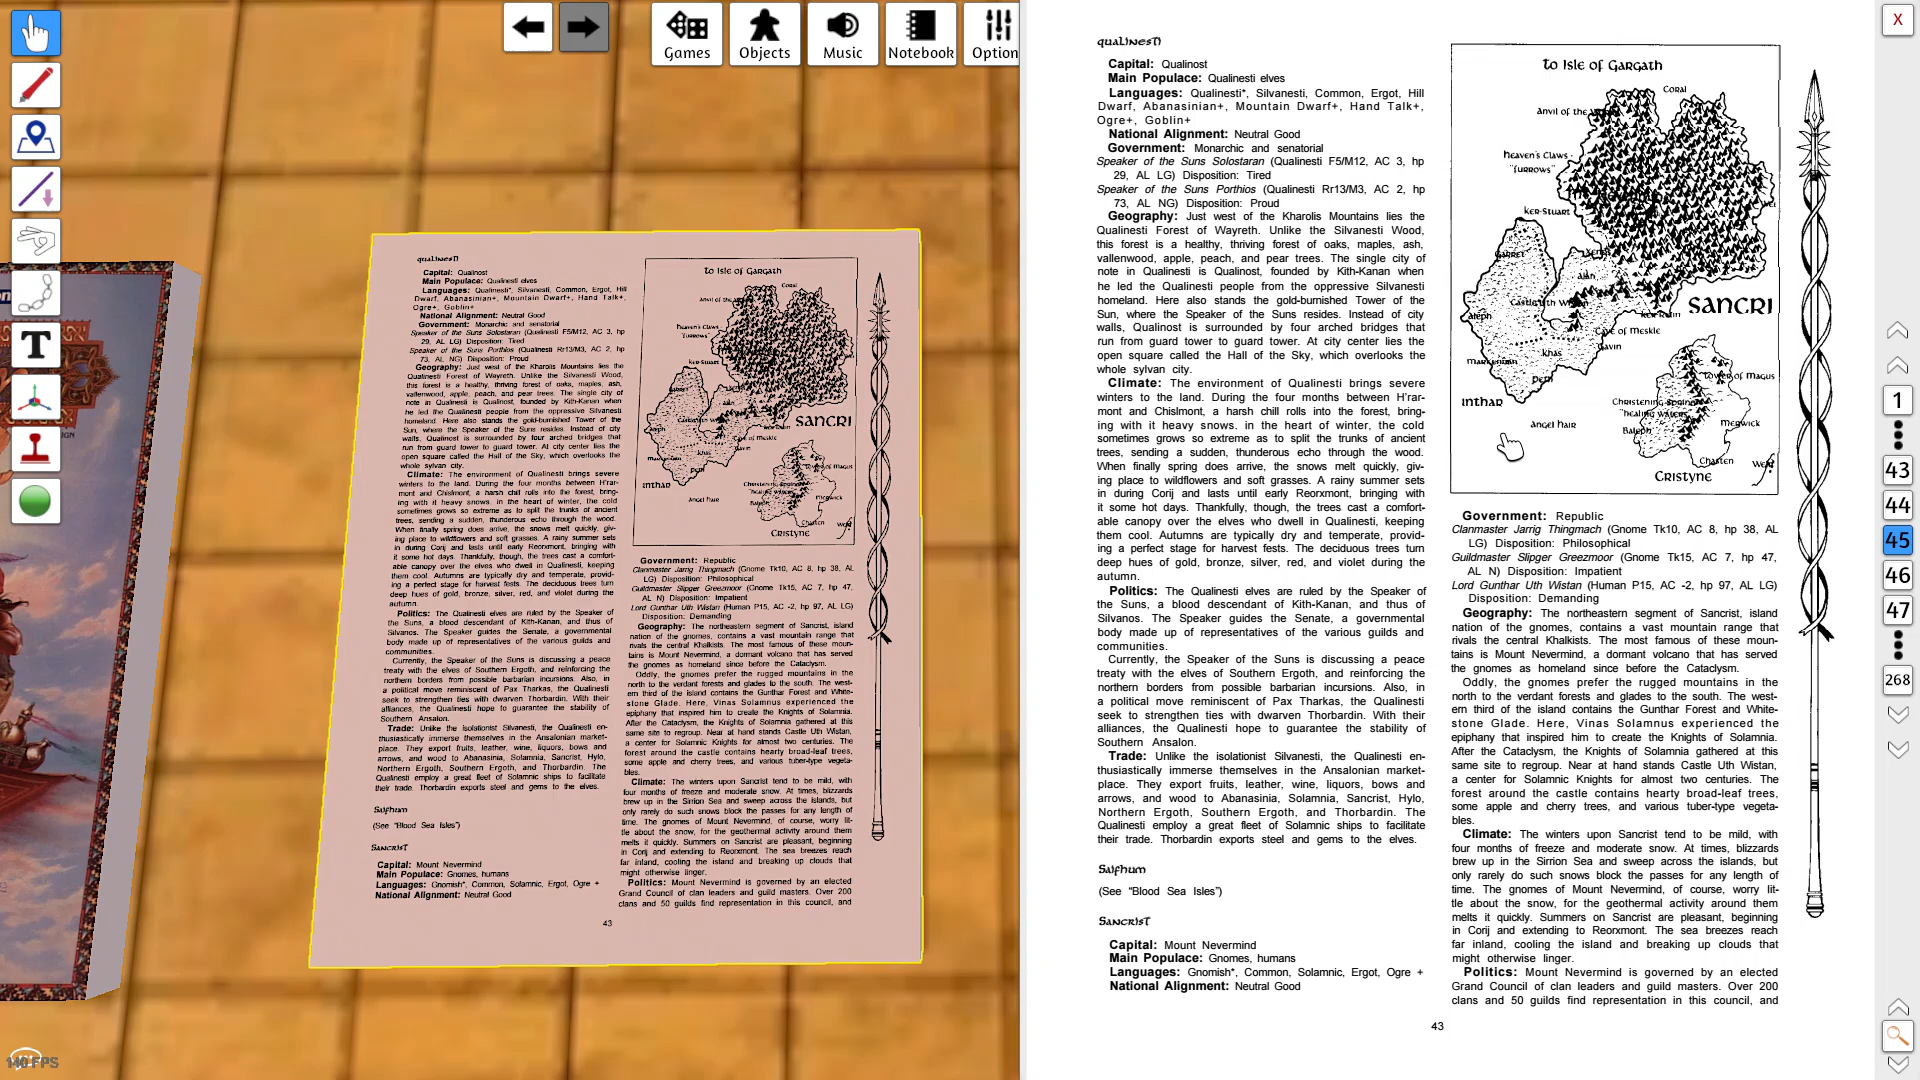 Games
Objects
Music
Notebook
Option
X
1
43
44
45
46
47
268
qualinesti
Capital: Qualinost
Main Populace: Qualinesti elves
Languages: Qualinesti*, Silvanesti, Common, Ergot, Hill
Dwarf, Abanasinian+, Mountain Dwarf+, Hand Talk+,
Ogre+, Goblin+
National Alignment: Neutral Good
Government: Monarchic and senatorial
Speaker of the Suns Solostaran (Qualinesti F5/M12, AC 3, hp
29, AL LG) Disposition: Tired
Speaker of the Suns Porthios (Qualinesti Rr13/M3, AC 2, hp
73, AL NG) Disposition: Proud
Geography: Just west of the Kharolis Mountains lies the
Qualinesti Forest of Wayreth. Unlike the Silvanesti Wood,
this forest is a healthy, thriving forest of oaks, maples, ash,
vallenwood, apple, peach, and pear trees. The single city of
note in Qualinesti is Qualinost, founded by Kith-Kanan when
he led the Qualinesti people from the oppressive Silvanesti
homeland. Here also stands the gold-burnished Tower of the
Sun, where the Speaker of the Suns resides. Instead of city
walls, Qualinost is surrounded by four arched bridges that
run from guard tower to guard tower. At city center lies the
open square called the Hall of the Sky, which overlooks the
whole sylvan city.
Climate: The environment of Qualinesti brings severe
winters to the land. During the four months between H'rar-
mont and Chislmont, a harsh chill rolls into the forest, bring-
ing with it heavy snows. in the heart of winter, the cold
sometimes grows so extreme as to split the trunks of ancient
trees, sending a sudden, thunderous echo through the wood.
When finally spring does arrive, the snows melt quickly, giv-
ing place to wildflowers and soft grasses. A rainy summer sets
in during Corij and lasts until early Reorxmont, bringing with
it some hot days. Thankfully, though, the trees cast a comfort-
able canopy over the elves who dwell in Qualinesti, keeping
them cool. Autumns are typically dry and temperate, provid-
ing a perfect stage for harvest fests. The deciduous trees turn
deep hues of gold, bronze, silver, red, and violet during the
autumn.
Politics: The Qualinesti elves are ruled by the Speaker of
the Suns, a blood descendant of Kith-Kanan, and thus of
Silvanos. The Speaker guides the Senate, a governmental
body made up of representatives of the various guilds and
communities.
Currently, the Speaker of the Suns is discussing a peace
treaty with the elves of Southern Ergoth, and reinforcing the
northern borders from possible barbarian incursions. Also, in
a political move reminiscent of Pax Tharkas, the Qualinesti
seek to strengthen ties with dwarven Thorbardin. With their
alliances, the Qualinesti hope to guarantee the stability of
Southern Ansalon.
Trade: Unlike the isolationist Silvanesti, the Qualinesti en-
thusiastically immerse themselves in the Ansalonian market-
place. They export fruits, leather, wine, liquors, bows and
arrows, and wood to Abanasinia, Solamnia, Sancrist, Hylo,
Northern Ergoth, Southern Ergoth, and Thorbardin. The
Qualinesti employ a great fleet of Solamnic ships to facilitate
their trade. Thorbardin exports steel and gems to the elves.
Saifhum
(See "Blood Sea Isles")
Sancrist
Capital: Mount Nevermind
Main Populace: Gnomes, humans
Languages: Gnomish*, Common, Solamnic, Ergot, Ogre +
National Alignment: Neutral Good
To Isle of Gargath
Coral
Anvil of the
Heaven's Claws
"furrows"
Ker-Stuart
Alan
Castle Uth Wi
Aleph
SANCRI
Cave of Meskle
Gavin
Khas
Tower of Magus
Inthar
Christening Spring
"healing waters"
Angel Hair
Baleph
Merwick
Chasten
Cristyne
Government: Republic
Clanmaster Jarrig Thingmach (Gnome Tk10, AC 8, hp 38, AL
LG) Disposition: Philosophical
Guildmaster Slipger Greezmoor (Gnome Tk15, AC 7, hp 47,
AL N) Disposition: Impatient
Lord Gunthar Uth Wistan (Human P15, AC -2, hp 97, AL LG)
Disposition: Demanding
Geography: The northeastern segment of Sancrist, island
nation of the gnomes, contains a vast mountain range that
rivals the central Khalkists. The most famous of these moun-
tains is Mount Nevermind, a dormant volcano that has served
the gnomes as homeland since before the Cataclysm.
Oddly, the gnomes prefer the rugged mountains in the
north to the verdant forests and glades to the south. The west-
ern third of the island contains the Gunthar Forest and White-
stone Glade. Here, Vinas Solamnus experienced the
epiphany that inspired him to create the Knights of Solamnia.
After the Cataclysm, the Knights of Solamnia gathered at this
same site to regroup. Near at hand stands Castle Uth Wistan,
a center for Solamnic Knights for almost two centuries. The
forest around the castle contains hearty broad-leaf trees,
some apple and cherry trees, and various tuber-type vegeta-
bles.
Climate: The winters upon Sancrist tend to be mild, with
four months of freeze and moderate snow. At times, blizzards
brew up in the Sirrion Sea and sweep across the islands, but
only rarely do such snows block the passes for any length of
time. The gnomes of Mount Nevermind, of course, worry lit-
tle about the snow, for the geothermal activity around them
melts it quickly. Summers on Sancrist are pleasant, beginning
in Corij and extending to Reorxmont. The sea breezes reach
far inland, cooling the island and breaking up clouds that
might otherwise linger.
Politics: Mount Nevermind is governed by an elected
Grand Council of clan leaders and guild masters. Over 200
clans and 50 guilds find representation in this council, and
43
140 FPS